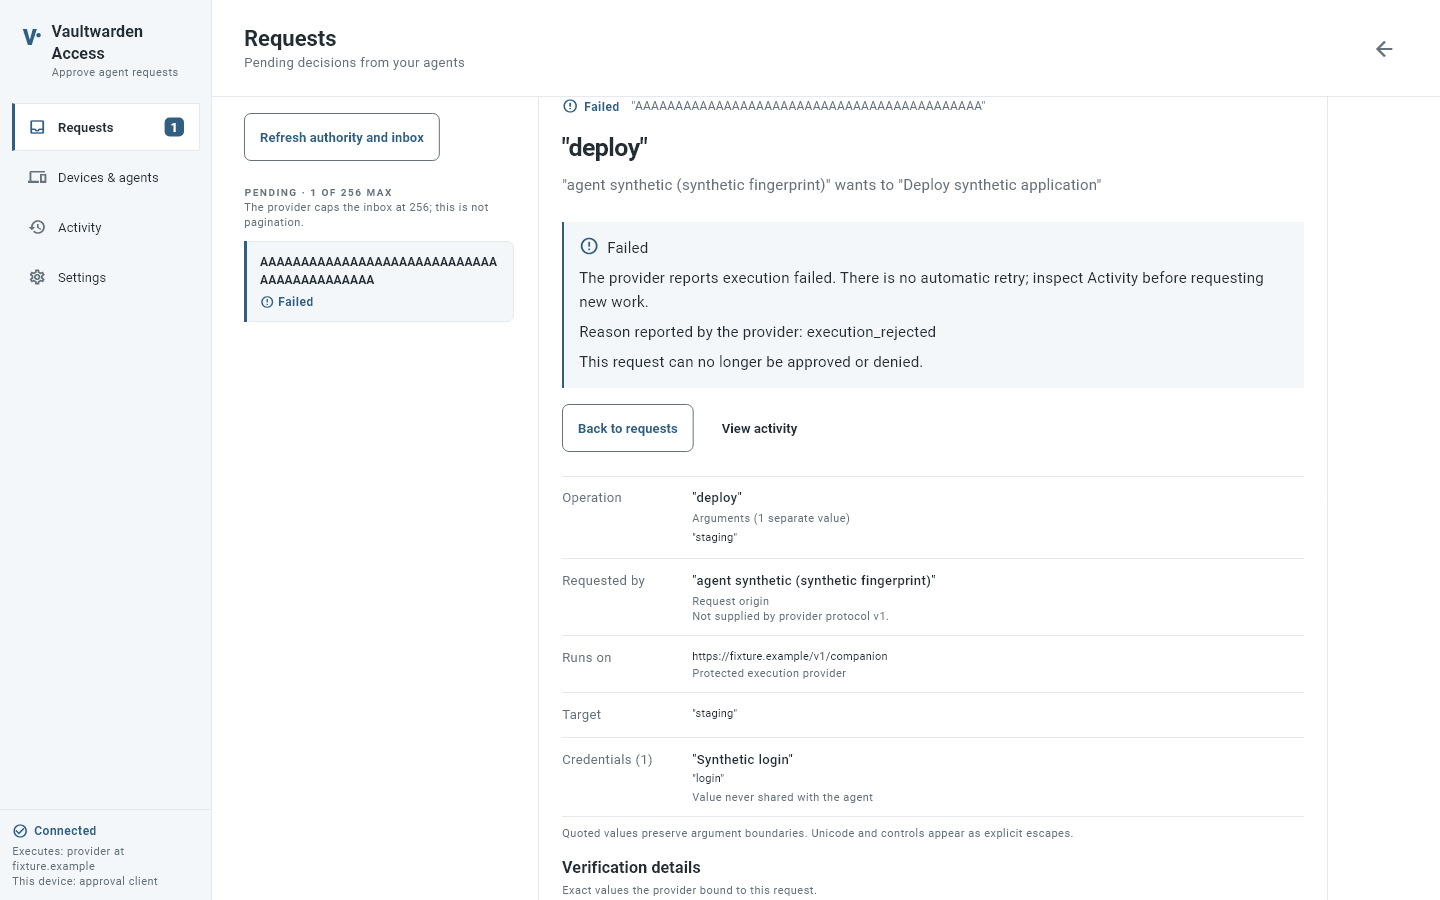 Vaultwarden
Access
Approve agent requests
Requests
1
Devices & agents
Activity
Settings
Connected
Executes: provider at
fixture.example
This device: approval client
Requests
Pending decisions from your agents
Refresh authority and inbox
PENDING · 1 OF 256 MAX
The provider caps the inbox at 256; this is not
pagination.
AAAAAAAAAAAAAAAAAAAAAAAAAAAAA
AAAAAAAAAAAAAA
Failed
Failed "AAAAAAAAAAAAAAAAAAAAAAAAAAAAAAAAAAAAAAAAAAA"
"deploy"
"agent synthetic (synthetic fingerprint)" wants to "Deploy synthetic application"
Failed
The provider reports execution failed. There is no automatic retry; inspect Activity before requesting
new work.
Reason reported by the provider: execution_rejected
This request can no longer be approved or denied.
Back to requests
View activity
Operation
"deploy"
Arguments (1 separate value)
"staging"
Requested by
"agent synthetic (synthetic fingerprint)"
Request origin
Not supplied by provider protocol v1.
Runs on
https://fixture.example/v1/companion
Protected execution provider
Target
"staging"
Credentials (1)
"Synthetic login"
"login"
Value never shared with the agent
Quoted values preserve argument boundaries. Unicode and controls appear as explicit escapes.
Verification details
Exact values the provider bound to this request.